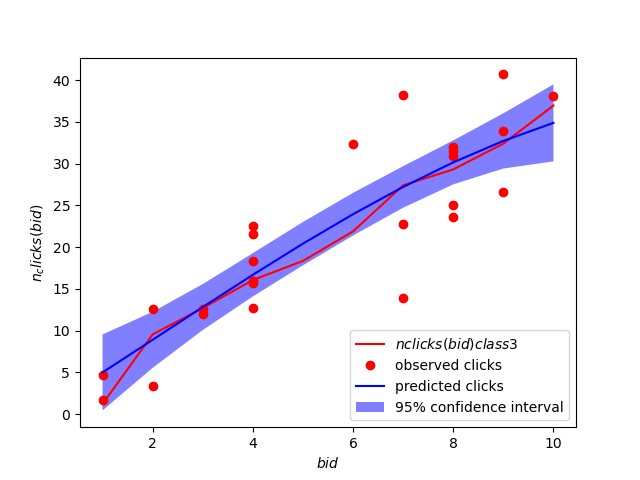 40
35
30
25
20
15
10
5
0
n_clicks(bid)
nclicks(bid)class3
observed clicks
predicted clicks
95% confidence interval
2 4 6 8 10
bid